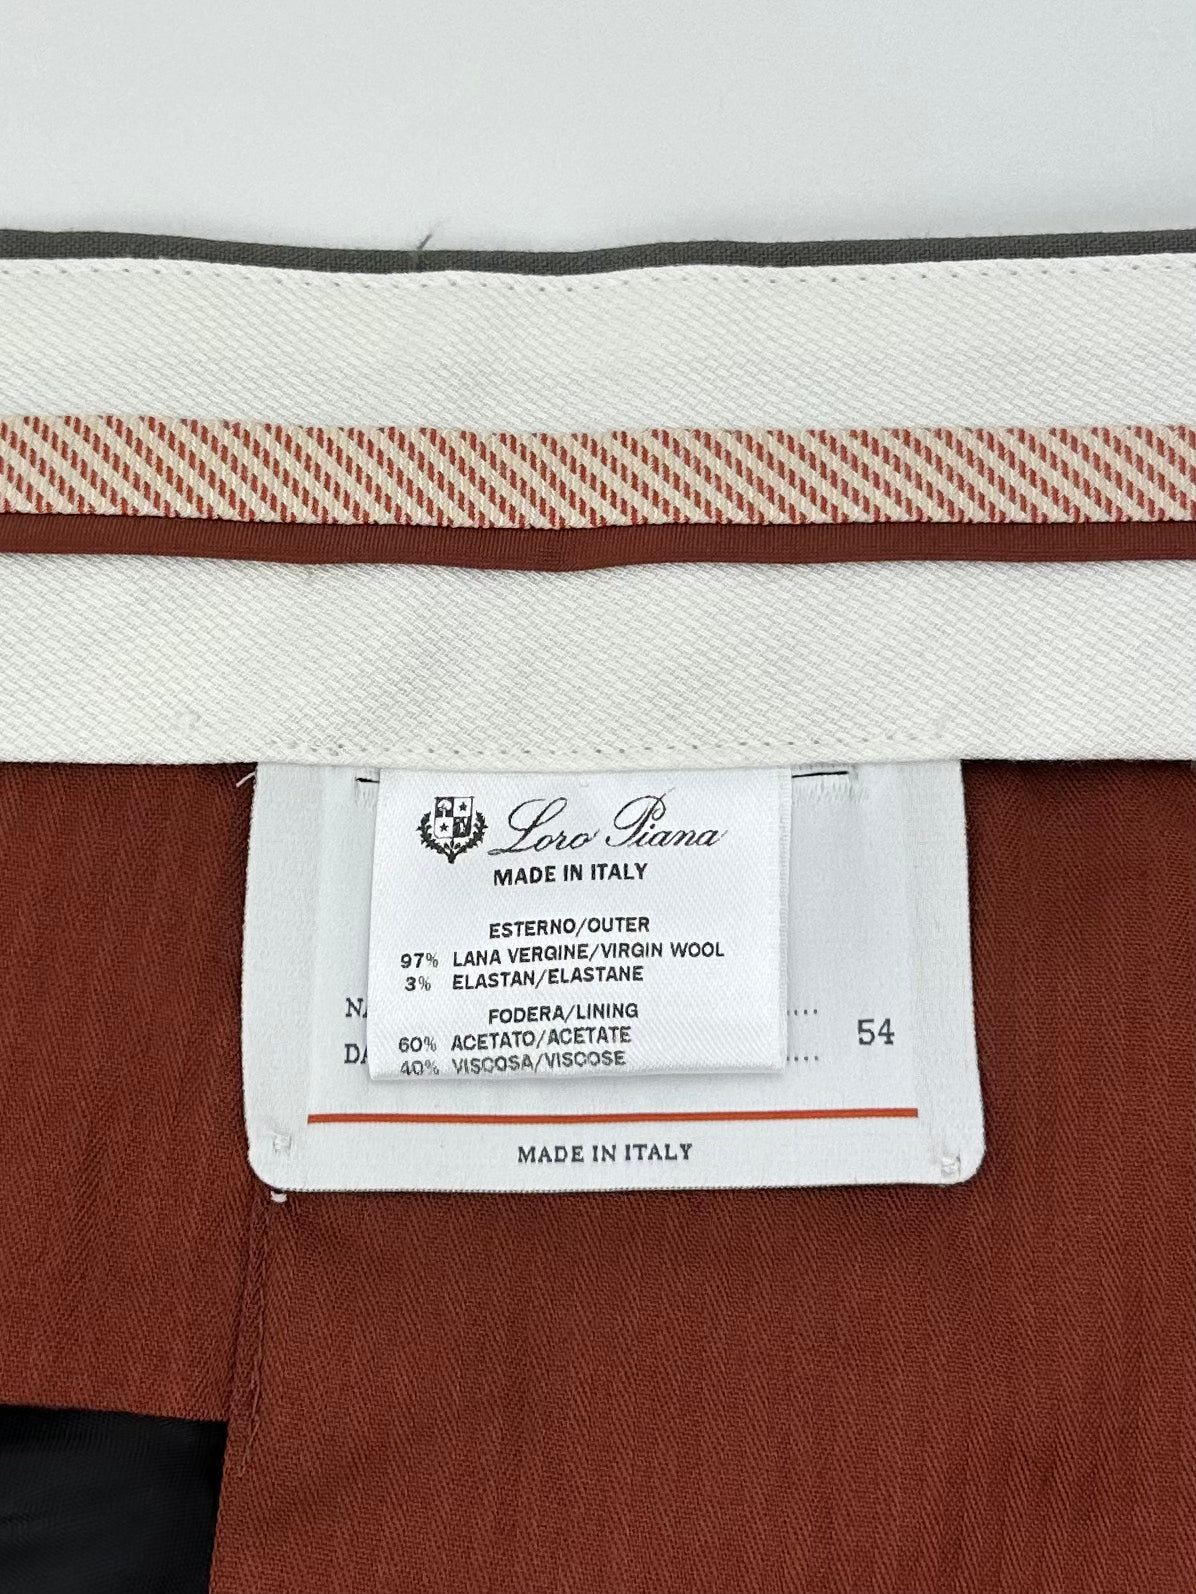 Loro Piana
MADE IN ITALY
ESTERNO/OUTER
97% LANA VERGINE/VIRGIN WOOL
3% ELASTAN/ELASTANE
FODERA/LINING
60% ACETATO/ACETATE
40% VISCOSA/VISCOSE
54
MADE IN ITALY